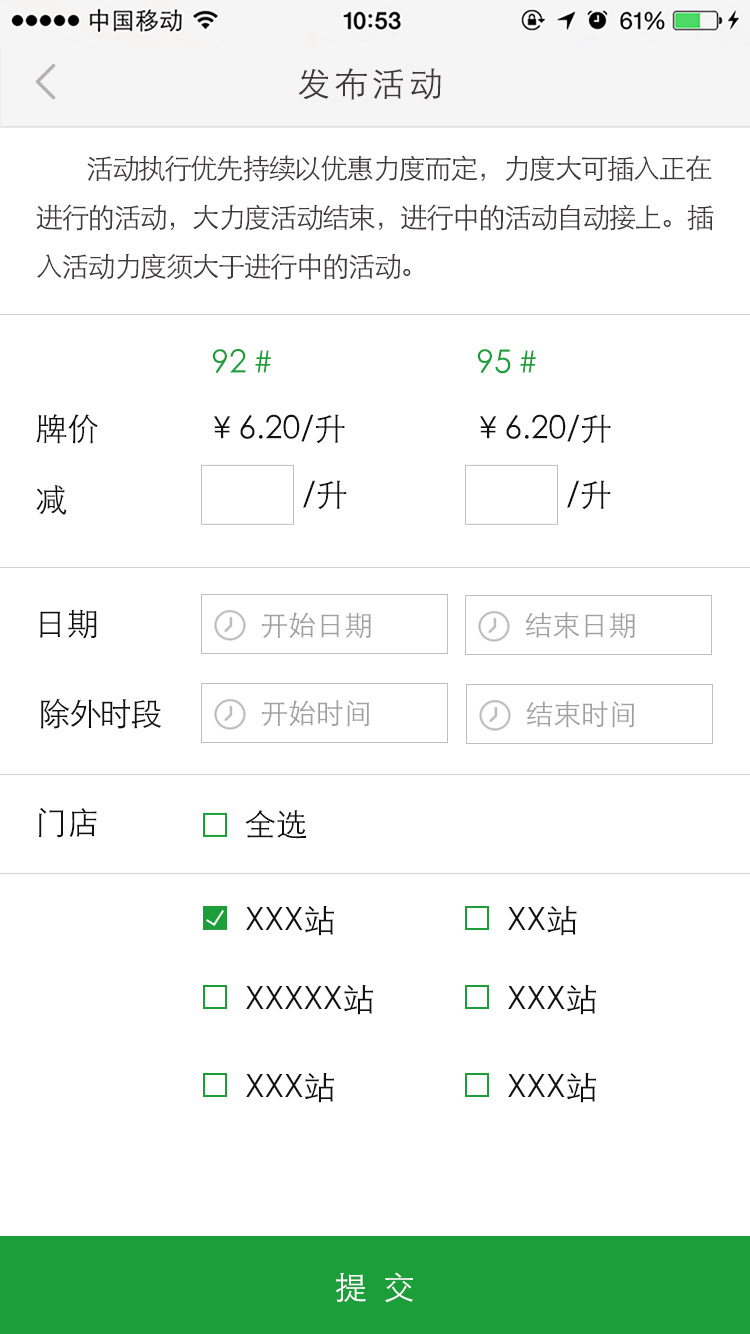 中国移动 10:53 61%
发布活动
活动执行优先持续以优惠力度而定，力度大可插入正在
进行的活动，大力度活动结束，进行中的活动自动接上。插
入活动力度须大于进行中的活动。
92 # 95 #
牌价 ¥ 6.20/升 ¥ 6.20/升
减 /升 /升
日期 开始日期 结束日期
除外时段 开始时间 结束时间
门店 全选
XXX站 XX站
XXXXX站 XXX站
XXX站 XXX站
提 交